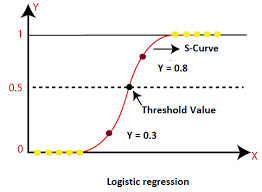 Y
1
S-Curve
Y = 0.8
0.5
Threshold Value
Y = 0.3
0
X
Logistic regression